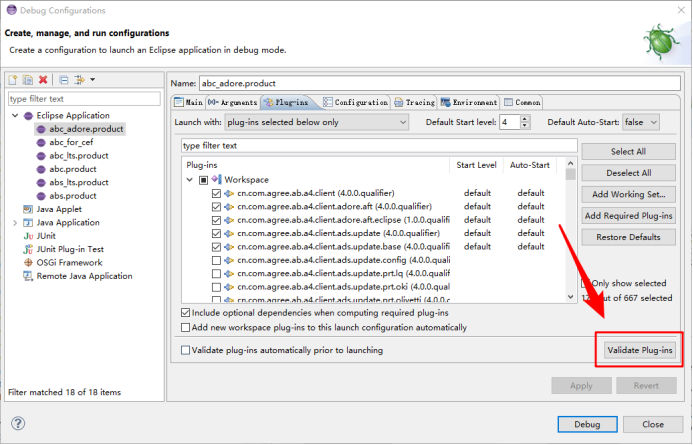 Debug Configurations
Create, manage, and run configurations
Create a configuration to launch an Eclipse application in debug mode.
type filter text
Eclipse Application
abc_adore.product
abc_for_cef
abc_lts.product
abc.product
abs_lts.product
abs.product
Java Applet
Java Application
JU JUnit
JUnit Plug-in Test
OSGi Framework
Remote Java Application
Filter matched 18 of 18 items
Name: abc_adore.product
Main (x)= Arguments Plug-ins Configuration Tracing Environment Common
Launch with: plug-ins selected below only Default Start level: 4 Default Auto-Start: false
type filter text
Plug-ins Start Level Auto-Start
Workspace
cn.com.agree.ab.a4.client (4.0.0.qualifier) default default
cn.com.agree.ab.a4.client.adore.aft (4.0.0.qualifier) default default
cn.com.agree.ab.a4.client.adore.aft.eclipse (1.0.0.qualifi default default
cn.com.agree.ab.a4.client.ads.update (4.0.0.qualifier) default default
cn.com.agree.ab.a4.client.ads.update.base (4.0.0.qualifier) default default
cn.com.agree.ab.a4.client.ads.update.config (4.0.0.qualifi
cn.com.agree.ab.a4.client.ads.update.prt.lq (4.0.0.qualifie
cn.com.agree.ab.a4.client.ads.update.prt.oki (4.0.0.qualifi
cn.com.agree.ab.a4.client.ads.update.prt.olivetti (4.0.0.qu
Select All
Deselect All
Add Working Set...
Add Required Plug-ins
Restore Defaults
Only show selected
out of 667 selected
Include optional dependencies when computing required plug-ins
Add new workspace plug-ins to this launch configuration automatically
Validate plug-ins automatically prior to launching
Validate Plug-ins
Apply Revert
Debug Close